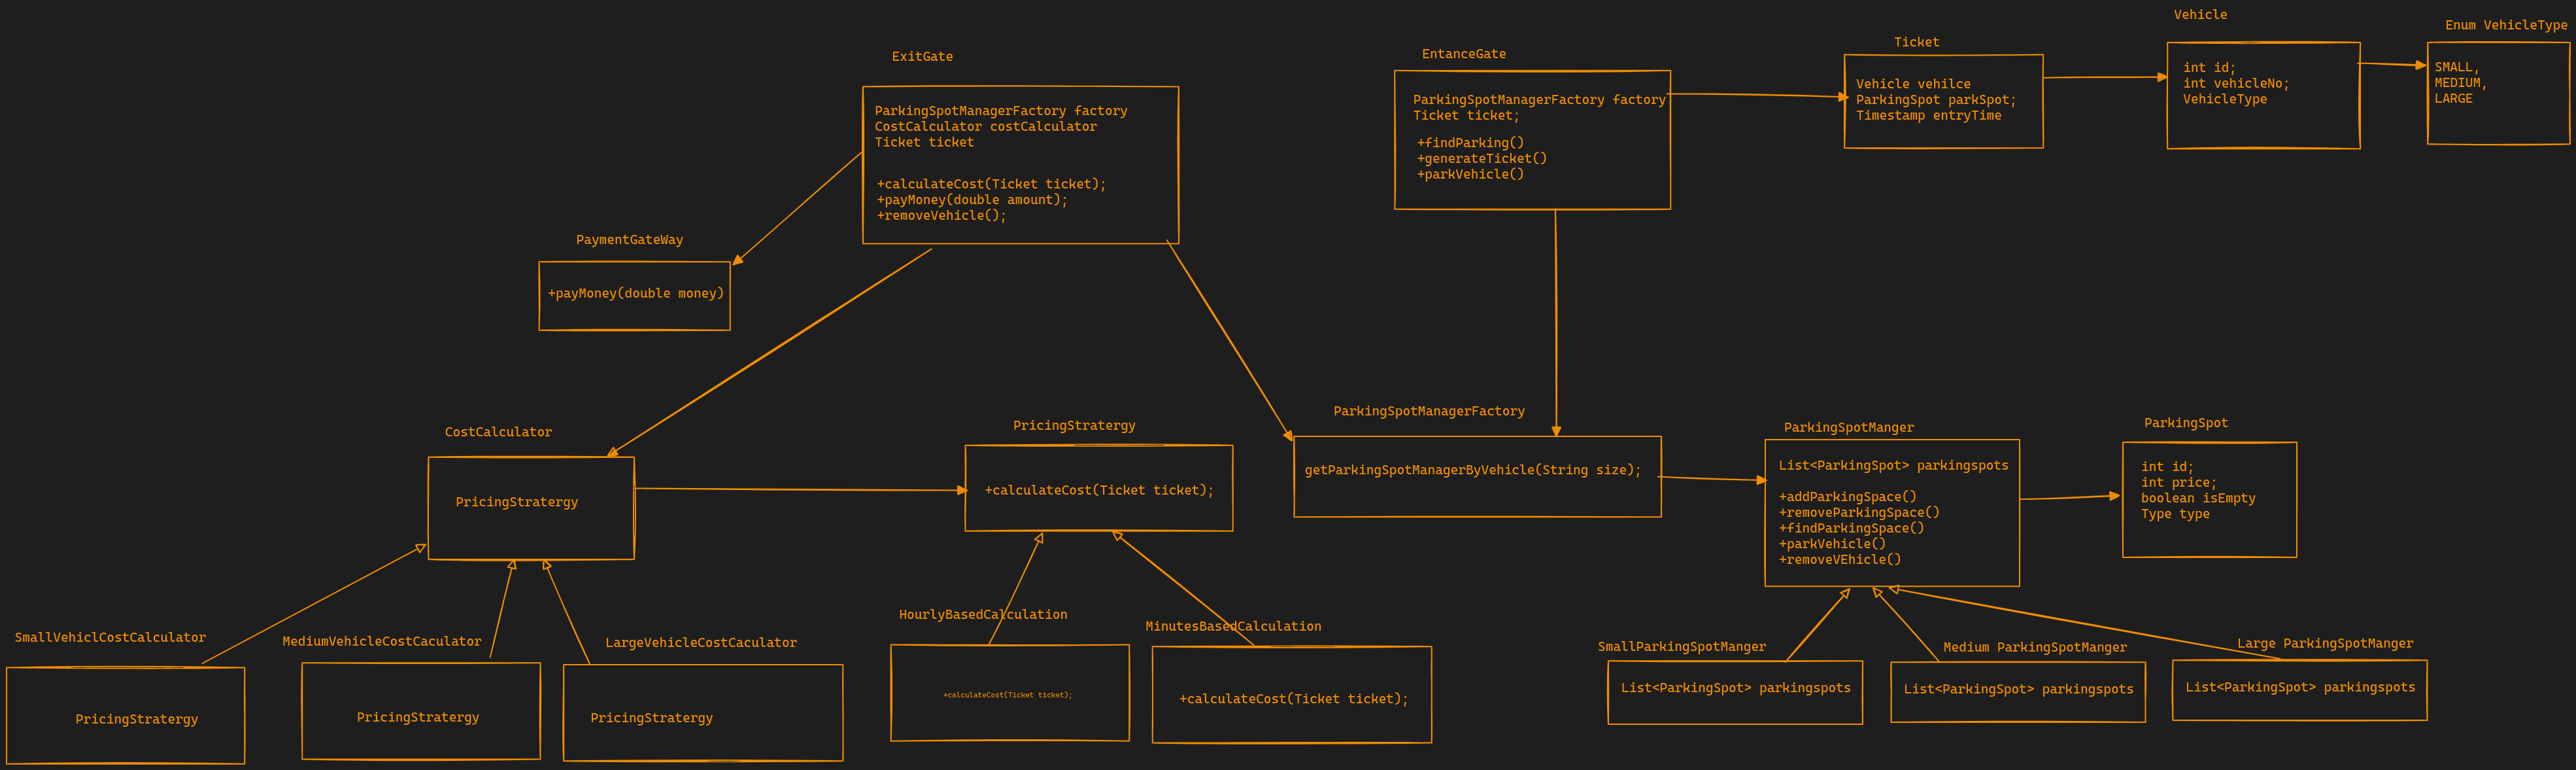 ExitGate
ParkingSpotManagerFactory factory
CostCalculator costCalculator
Ticket ticket
+calculateCost(Ticket ticket);
+payMoney(double amount);
+removeVehicle();
EntanceGate
ParkingSpotManagerFactory factory
Ticket ticket;
+findParking()
+generateTicket()
+parkVehicle()
Ticket
Vehicle vehilce
ParkingSpot parkSpot;
Timestamp entryTime
Vehicle
int id;
int vehicleNo;
VehicleType
Enum VehicleType
SMALL,
MEDIUM,
LARGE
PaymentGateWay
+payMoney(double money)
CostCalculator
PricingStratergy
PricingStratergy
+calculateCost(Ticket ticket);
ParkingSpotManagerFactory
getParkingSpotManagerByVehicle(String size);
ParkingSpotManger
List<ParkingSpot> parkingspots
+addParkingSpace()
+removeParkingSpace()
+findParkingSpace()
+parkVehicle()
+removeVEhicle()
ParkingSpot
int id;
int price;
boolean isEmpty
Type type
SmallVehiclCostCalculator
PricingStratergy
MediumVehicleCostCaculator
PricingStratergy
LargeVehicleCostCaculator
PricingStratergy
HourlyBasedCalculation
+calculateCost(Ticket ticket);
MinutesBasedCalculation
+calculateCost(Ticket ticket);
SmallParkingSpotManger
List<ParkingSpot> parkingspots
Medium ParkingSpotManger
List<ParkingSpot> parkingspots
Large ParkingSpotManger
List<ParkingSpot> parkingspots